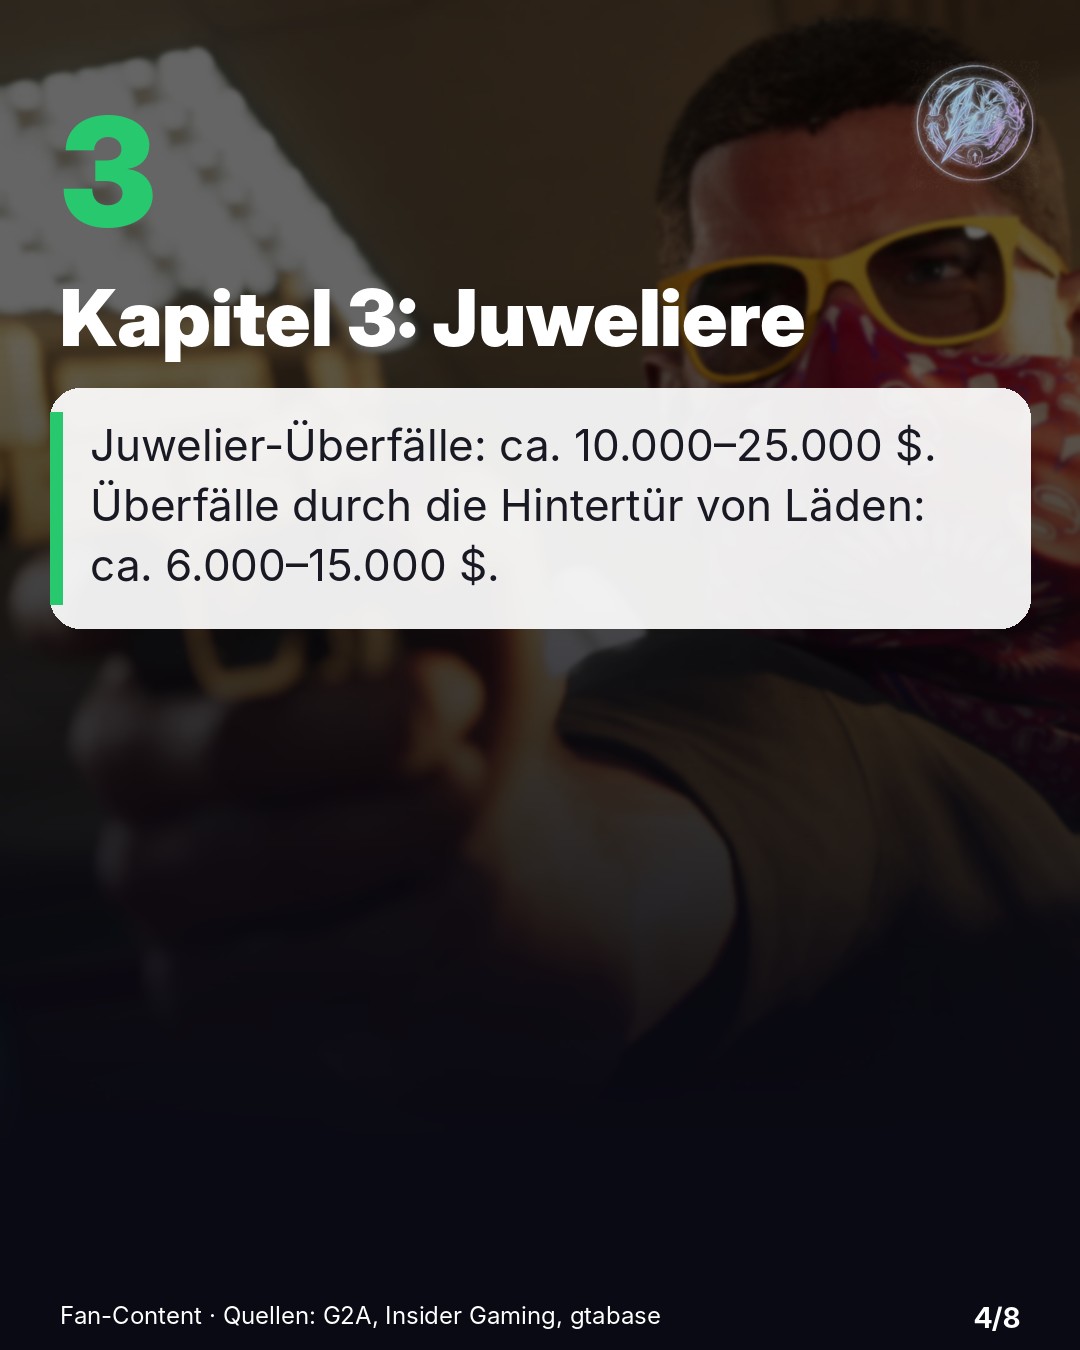 3
Kapitel 3: Juweliere
Juwelier-Überfälle: ca. 10.000–25.000 $.
Überfälle durch die Hintertür von Läden:
ca. 6.000–15.000 $.
Fan-Content · Quellen: G2A, Insider Gaming, gtabase
4/8